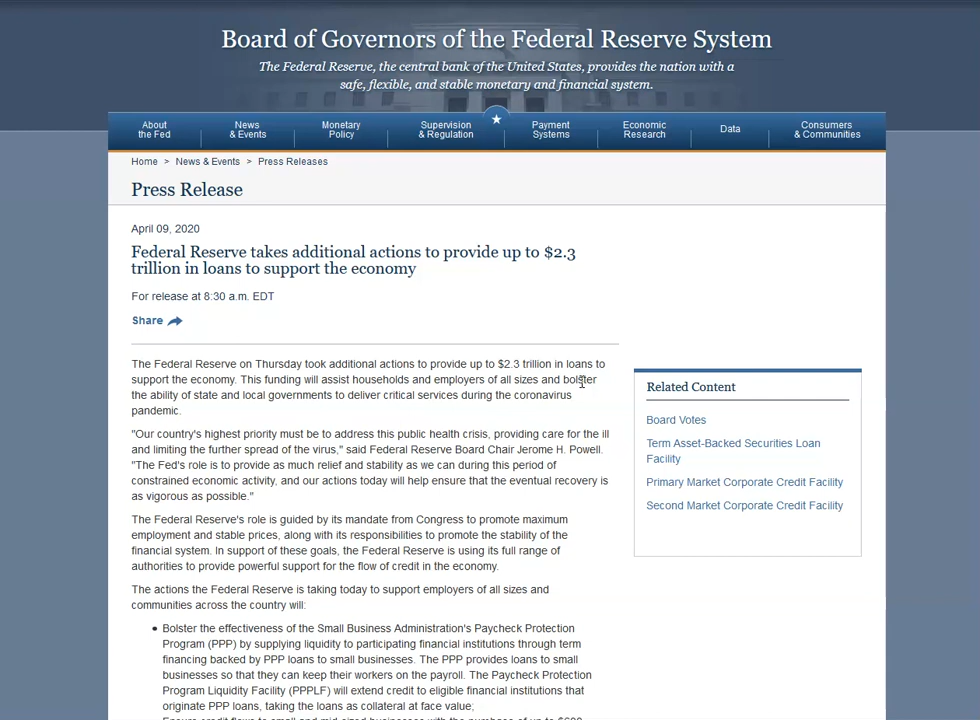 Board of Governors of the Federal Reserve System
The Federal Reserve, the central bank of the United States, provides the nation with a
safe, flexible, and stable monetary and financial system.
About
the Fed
News
& Events
Monetary
Policy
Supervision
& Regulation
Payment
Systems
Economic
Research
Data
Consumers
& Communities
Home > News & Events > Press Releases
Press Release
April 09, 2020
Federal Reserve takes additional actions to provide up to $2.3
trillion in loans to support the economy
For release at 8:30 a.m. EDT
Share
The Federal Reserve on Thursday took additional actions to provide up to $2.3 trillion in loans to
support the economy. This funding will assist households and employers of all sizes and bolster
the ability of state and local governments to deliver critical services during the coronavirus
pandemic.
"Our country's highest priority must be to address this public health crisis, providing care for the ill
and limiting the further spread of the virus," said Federal Reserve Board Chair Jerome H. Powell.
"The Fed's role is to provide as much relief and stability as we can during this period of
constrained economic activity, and our actions today will help ensure that the eventual recovery is
as vigorous as possible."
The Federal Reserve's role is guided by its mandate from Congress to promote maximum
employment and stable prices, along with its responsibilities to promote the stability of the
financial system. In support of these goals, the Federal Reserve is using its full range of
authorities to provide powerful support for the flow of credit in the economy.
The actions the Federal Reserve is taking today to support employers of all sizes and
communities across the country will:
• Bolster the effectiveness of the Small Business Administration's Paycheck Protection
Program (PPP) by supplying liquidity to participating financial institutions through term
financing backed by PPP loans to small businesses. The PPP provides loans to small
businesses so that they can keep their workers on the payroll. The Paycheck Protection
Program Liquidity Facility (PPPLF) will extend credit to eligible financial institutions that
originate PPP loans, taking the loans as collateral at face value;
Ensure credit flows to small and mid-sized businesses with the purchase of up to $600
Related Content
Board Votes
Term Asset-Backed Securities Loan
Facility
Primary Market Corporate Credit Facility
Second Market Corporate Credit Facility